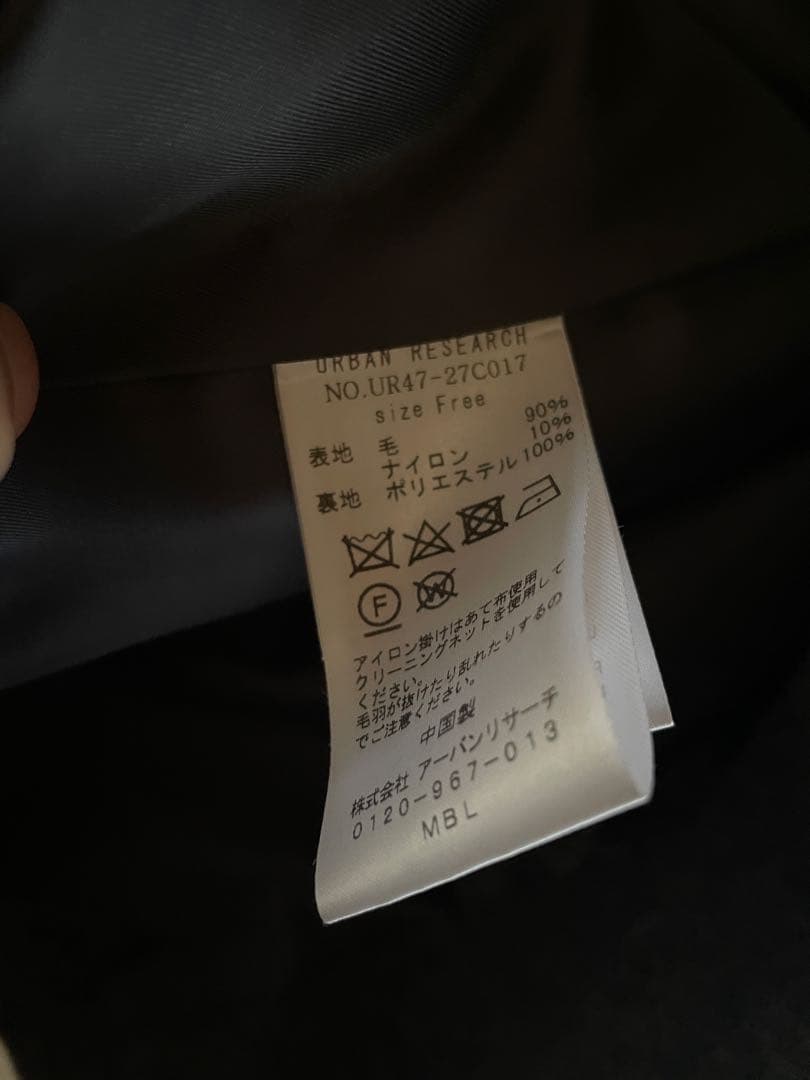 URBAN RESEARCH
NO.UR47-27C017
size Free
表地 毛 90%
ナイロン 10%
裏地 ポリエステル 100%
F W
アイロン掛けはあて布使用
クリーニングネットを使用して
ください。
毛羽が抜けたり乱れたりするの
でご注意ください。
中国製
株式会社 アーバンリサーチ
0120-967-013
MBL